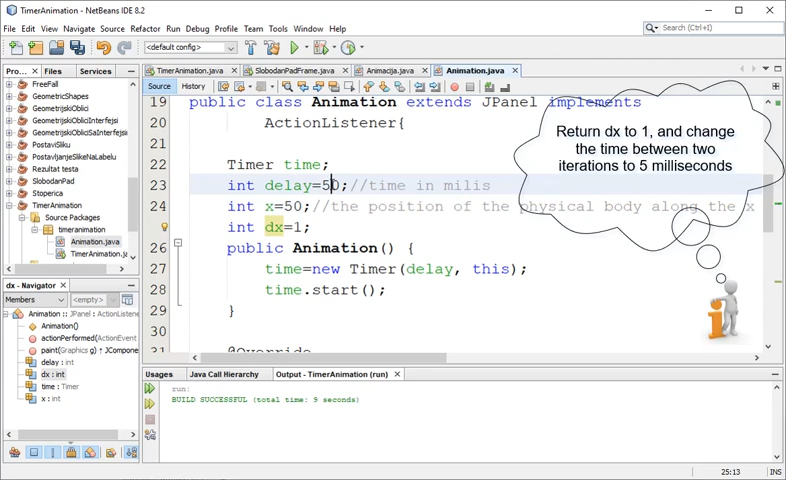 TimerAnimation - NetBeans IDE 8.2
File Edit View Navigate Source Refactor Run Debug Profile Team Tools Window Help
Search (Ctrl+I)
<default config>
Pro... Files Services
TimerAnimation.java SlobodanPadFrame.java Animacija.java Animation.java
Source History
FreeFall
GeometricShapes
GeometrijskiOblici
GeometrijskiOblici
GeometrijskiOblicisaInterfejsi
PostaviSliku
PostavljanjeSlikeNaLabelu
Rezultat testa
SlobodanPad
Stoperica
TimerAnimation
Source Packages
timeranimation
Animation.java
TimerAnimation.j
19 public class Animation extends JPanel implements
20 ActionListener{
21
22 Timer time;
23 int delay=50;//time in milis
24 int x=50;//the position of the physical body along the x
int dx=1;
26 public Animation() {
27 time=new Timer(delay, this);
28 time.start();
29 }
30
31 @Override
Return dx to 1, and change
the time between two
iterations to 5 milliseconds
dx - Navigator
Members <empty>
Animation :: JPanel : ActionListener
Animation()
actionPerformed(ActionEvent
paint(Graphics g) ↑ JCompone
delay : int
dx : int
time : Timer
x : int
Usages Java Call Hierarchy Output - TimerAnimation (run)
run:
BUILD SUCCESSFUL (total time: 9 seconds)
25:13 INS